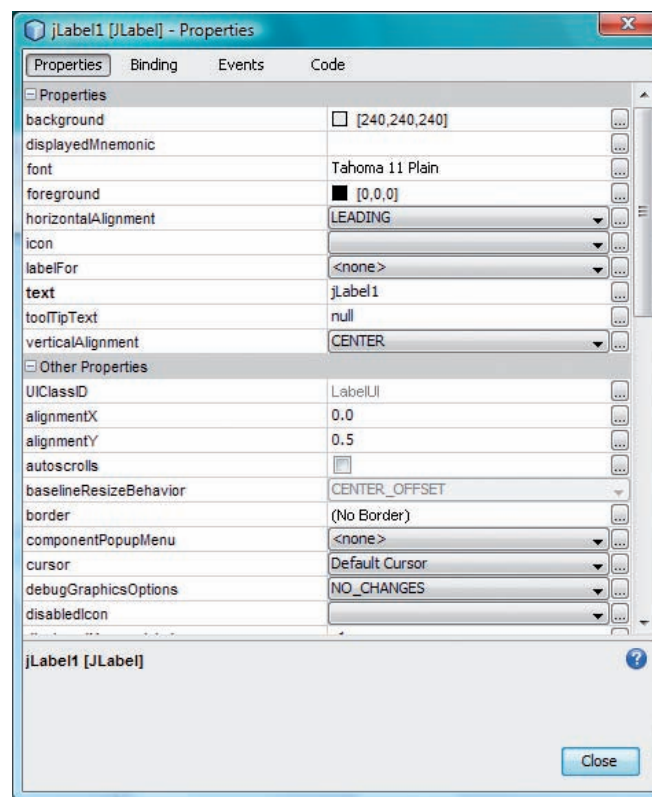 jLabel1 [JLabel] - Properties
Properties Binding Events Code
Properties
background [240,240,240] ...
displayedMnemonic ...
font Tahoma 11 Plain ...
foreground [0,0,0] ...
horizontalAlignment LEADING ...
icon ...
labelFor <none> ...
text jLabel1 ...
toolTipText null ...
verticalAlignment CENTER ...
Other Properties
UIClassID LabelUI ...
alignmentX 0.0 ...
alignmentY 0.5 ...
autoscrolls ...
baselineResizeBehavior CENTER_OFFSET
border (No Border) ...
componentPopupMenu <none> ...
cursor Default Cursor ...
debugGraphicsOptions NO_CHANGES ...
disabledIcon ...
jLabel1 [JLabel]
?
Close